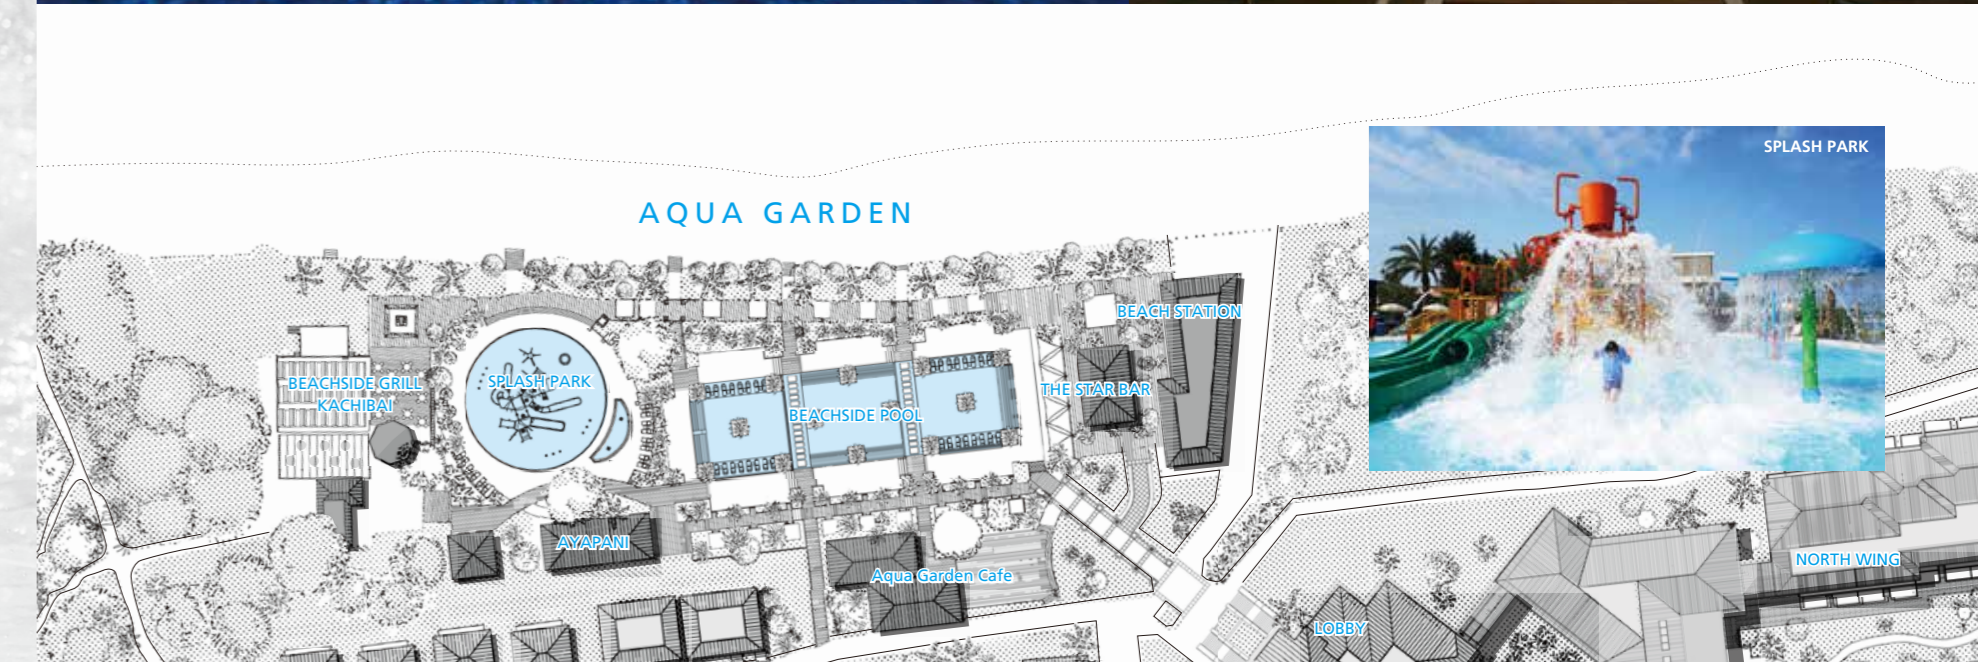 SPLASH PARK
AQUA GARDEN
BEACH STATION
BEACHSIDE GRILL
KACHIBAI
SPLASH PARK
THE STAR BAR
BEACHSIDE POOL
AYAPANI
Aqua Garden Cafe
NORTH WING
LOBBY